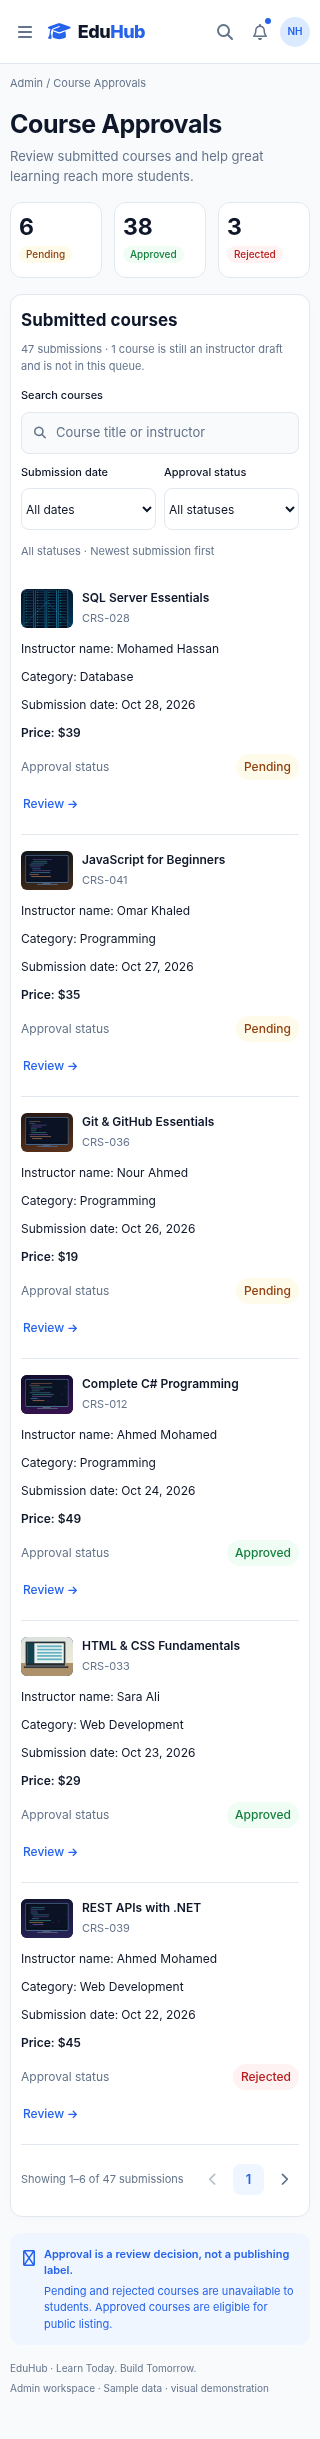 EduHub
NH
Admin / Course Approvals
Course Approvals
Review submitted courses and help great
learning reach more students.
6
Pending
38
Approved
3
Rejected
Submitted courses
47 submissions · 1 course is still an instructor draft
and is not in this queue.
Search courses
Course title or instructor
Submission date
Approval status
All dates
All statuses
All statuses · Newest submission first
SQL Server Essentials
CRS-028
Instructor name: Mohamed Hassan
Category: Database
Submission date: Oct 28, 2026
Price: $39
Approval status
Pending
Review →
JavaScript for Beginners
CRS-041
Instructor name: Omar Khaled
Category: Programming
Submission date: Oct 27, 2026
Price: $35
Approval status
Pending
Review →
Git & GitHub Essentials
CRS-036
Instructor name: Nour Ahmed
Category: Programming
Submission date: Oct 26, 2026
Price: $19
Approval status
Pending
Review →
Complete C# Programming
CRS-012
Instructor name: Ahmed Mohamed
Category: Programming
Submission date: Oct 24, 2026
Price: $49
Approval status
Approved
Review →
HTML & CSS Fundamentals
CRS-033
Instructor name: Sara Ali
Category: Web Development
Submission date: Oct 23, 2026
Price: $29
Approval status
Approved
Review →
REST APIs with .NET
CRS-039
Instructor name: Ahmed Mohamed
Category: Web Development
Submission date: Oct 22, 2026
Price: $45
Approval status
Rejected
Review →
Showing 1–6 of 47 submissions
1
Approval is a review decision, not a publishing
label.
Pending and rejected courses are unavailable to
students. Approved courses are eligible for
public listing.
EduHub · Learn Today. Build Tomorrow.
Admin workspace · Sample data · visual demonstration